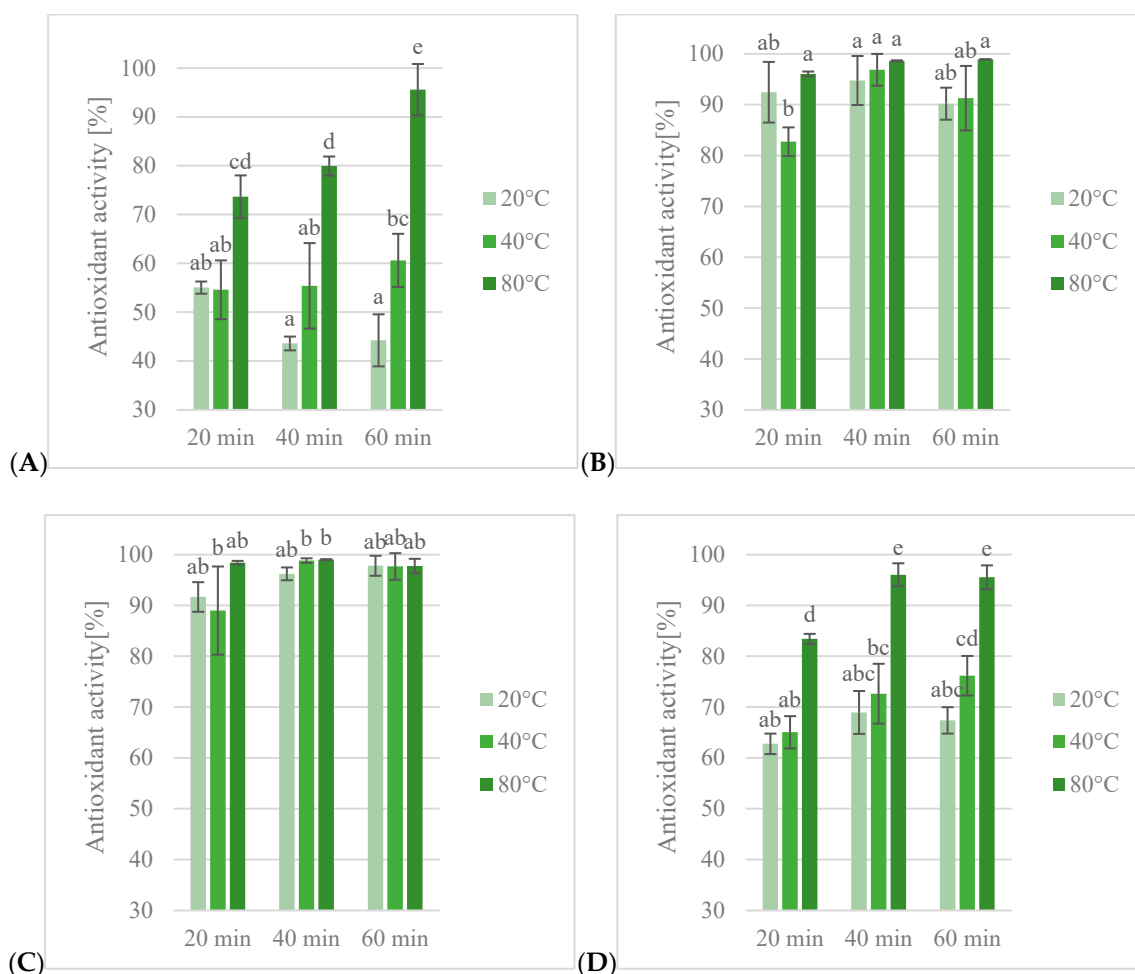 e
100
Antioxidant activity [%]
90
d
cd
80
70
bc
ab
ab
ab
60
a
a
50
40
30
20 min 40 min 60 min
20°C
40°C
80°C
(A)
ab a a a a a
100
ab
ab
Antioxidant activity[%]
90
b
80
70
60
50
40
30
20 min 40 min 60 min
20°C
40°C
80°C
(B)
ab b ab ab b b ab ab ab
100
Antioxidant activity[%]
90
80
70
60
50
40
30
20 min 40 min 60 min
20°C
40°C
80°C
(C)
e e
100
Antioxidant activity[%]
90
d
80
cd
bc
abc
abc
70
ab
ab
60
50
40
30
20 min 40 min 60 min
20°C
40°C
80°C
(D)